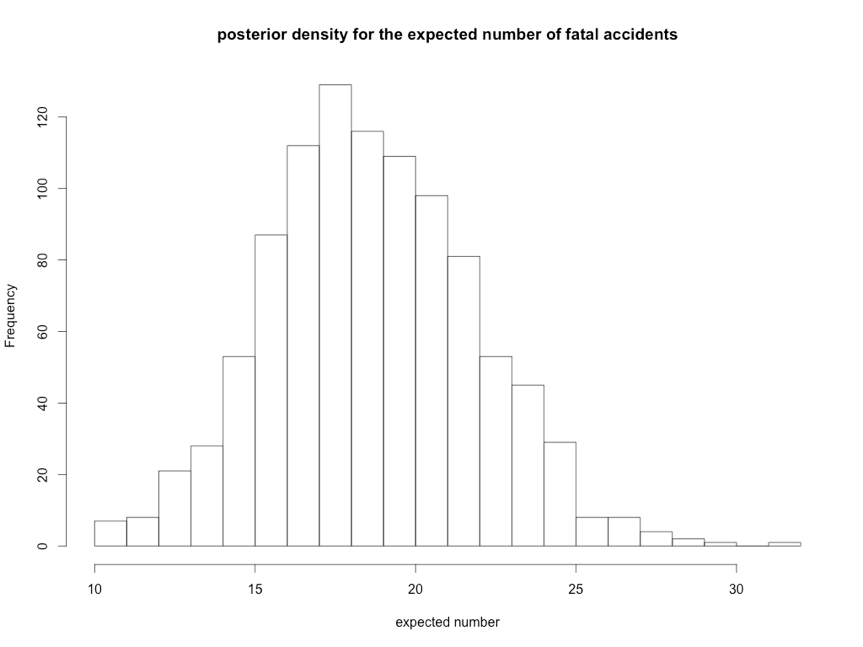 posterior density for the expected number of fatal accidents
120
100
80
60
40
20
0
Frequency
10 15 20 25 30
expected number